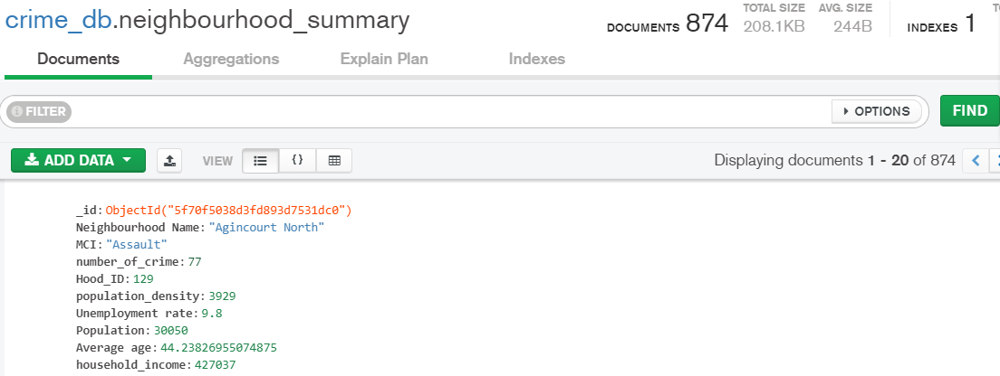 crime_db.neighbourhood_summary
DOCUMENTS 874 TOTAL SIZE 208.1KB AVG. SIZE 244B INDEXES 1
Documents Aggregations Explain Plan Indexes
FILTER OPTIONS FIND
ADD DATA VIEW {} Displaying documents 1 - 20 of 874
_id: ObjectId("5f70f5038d3fd893d7531dc0")
Neighbourhood Name: "Agincourt North"
MCI: "Assault"
number_of_crime: 77
Hood_ID: 129
population_density: 3929
Unemployment rate: 9.8
Population: 30050
Average age: 44.23826955074875
household_income: 427037